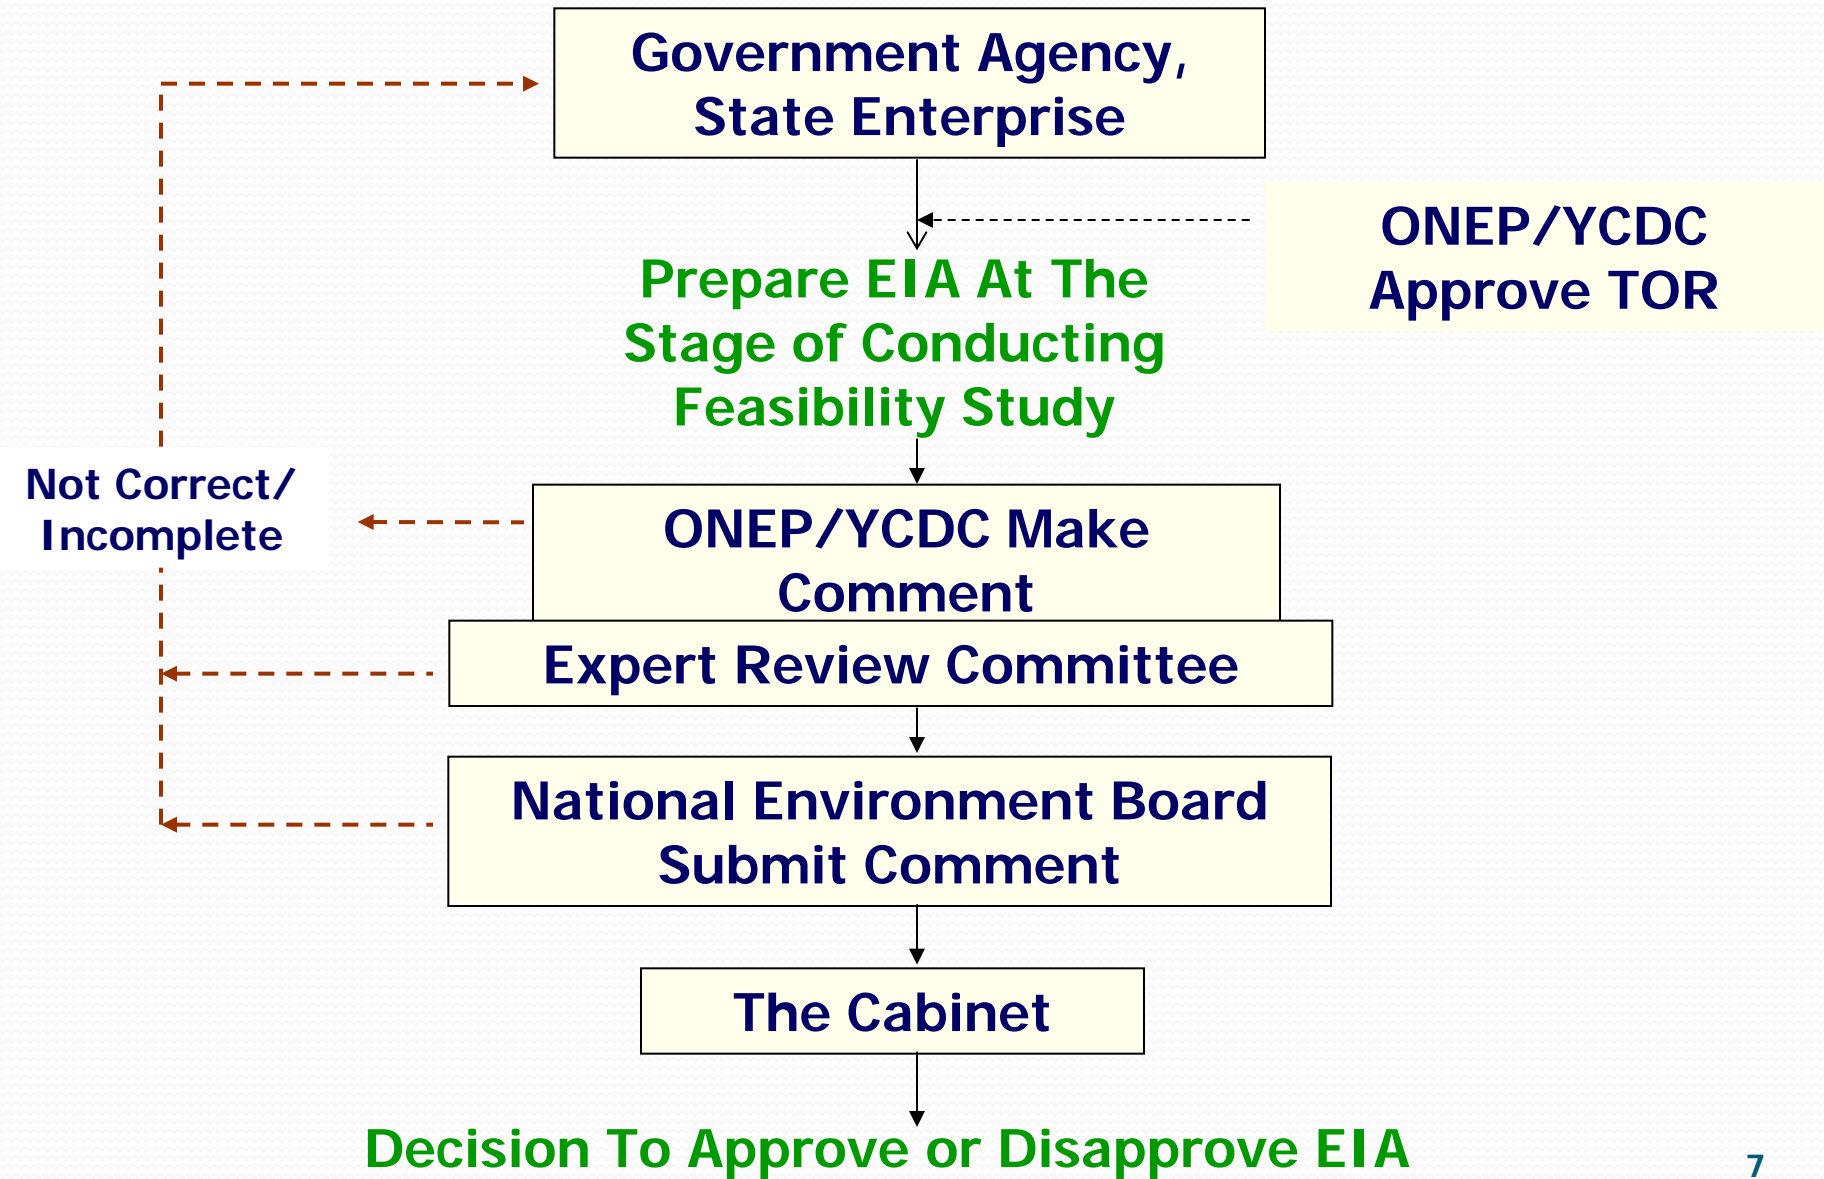 Government Agency,
State Enterprise
ONEP/YCDC
Approve TOR
Prepare EIA At The
Stage of Conducting
Feasibility Study
Not Correct/
Incomplete
ONEP/YCDC Make
Comment
Expert Review Committee
National Environment Board
Submit Comment
The Cabinet
Decision To Approve or Disapprove EIA
7